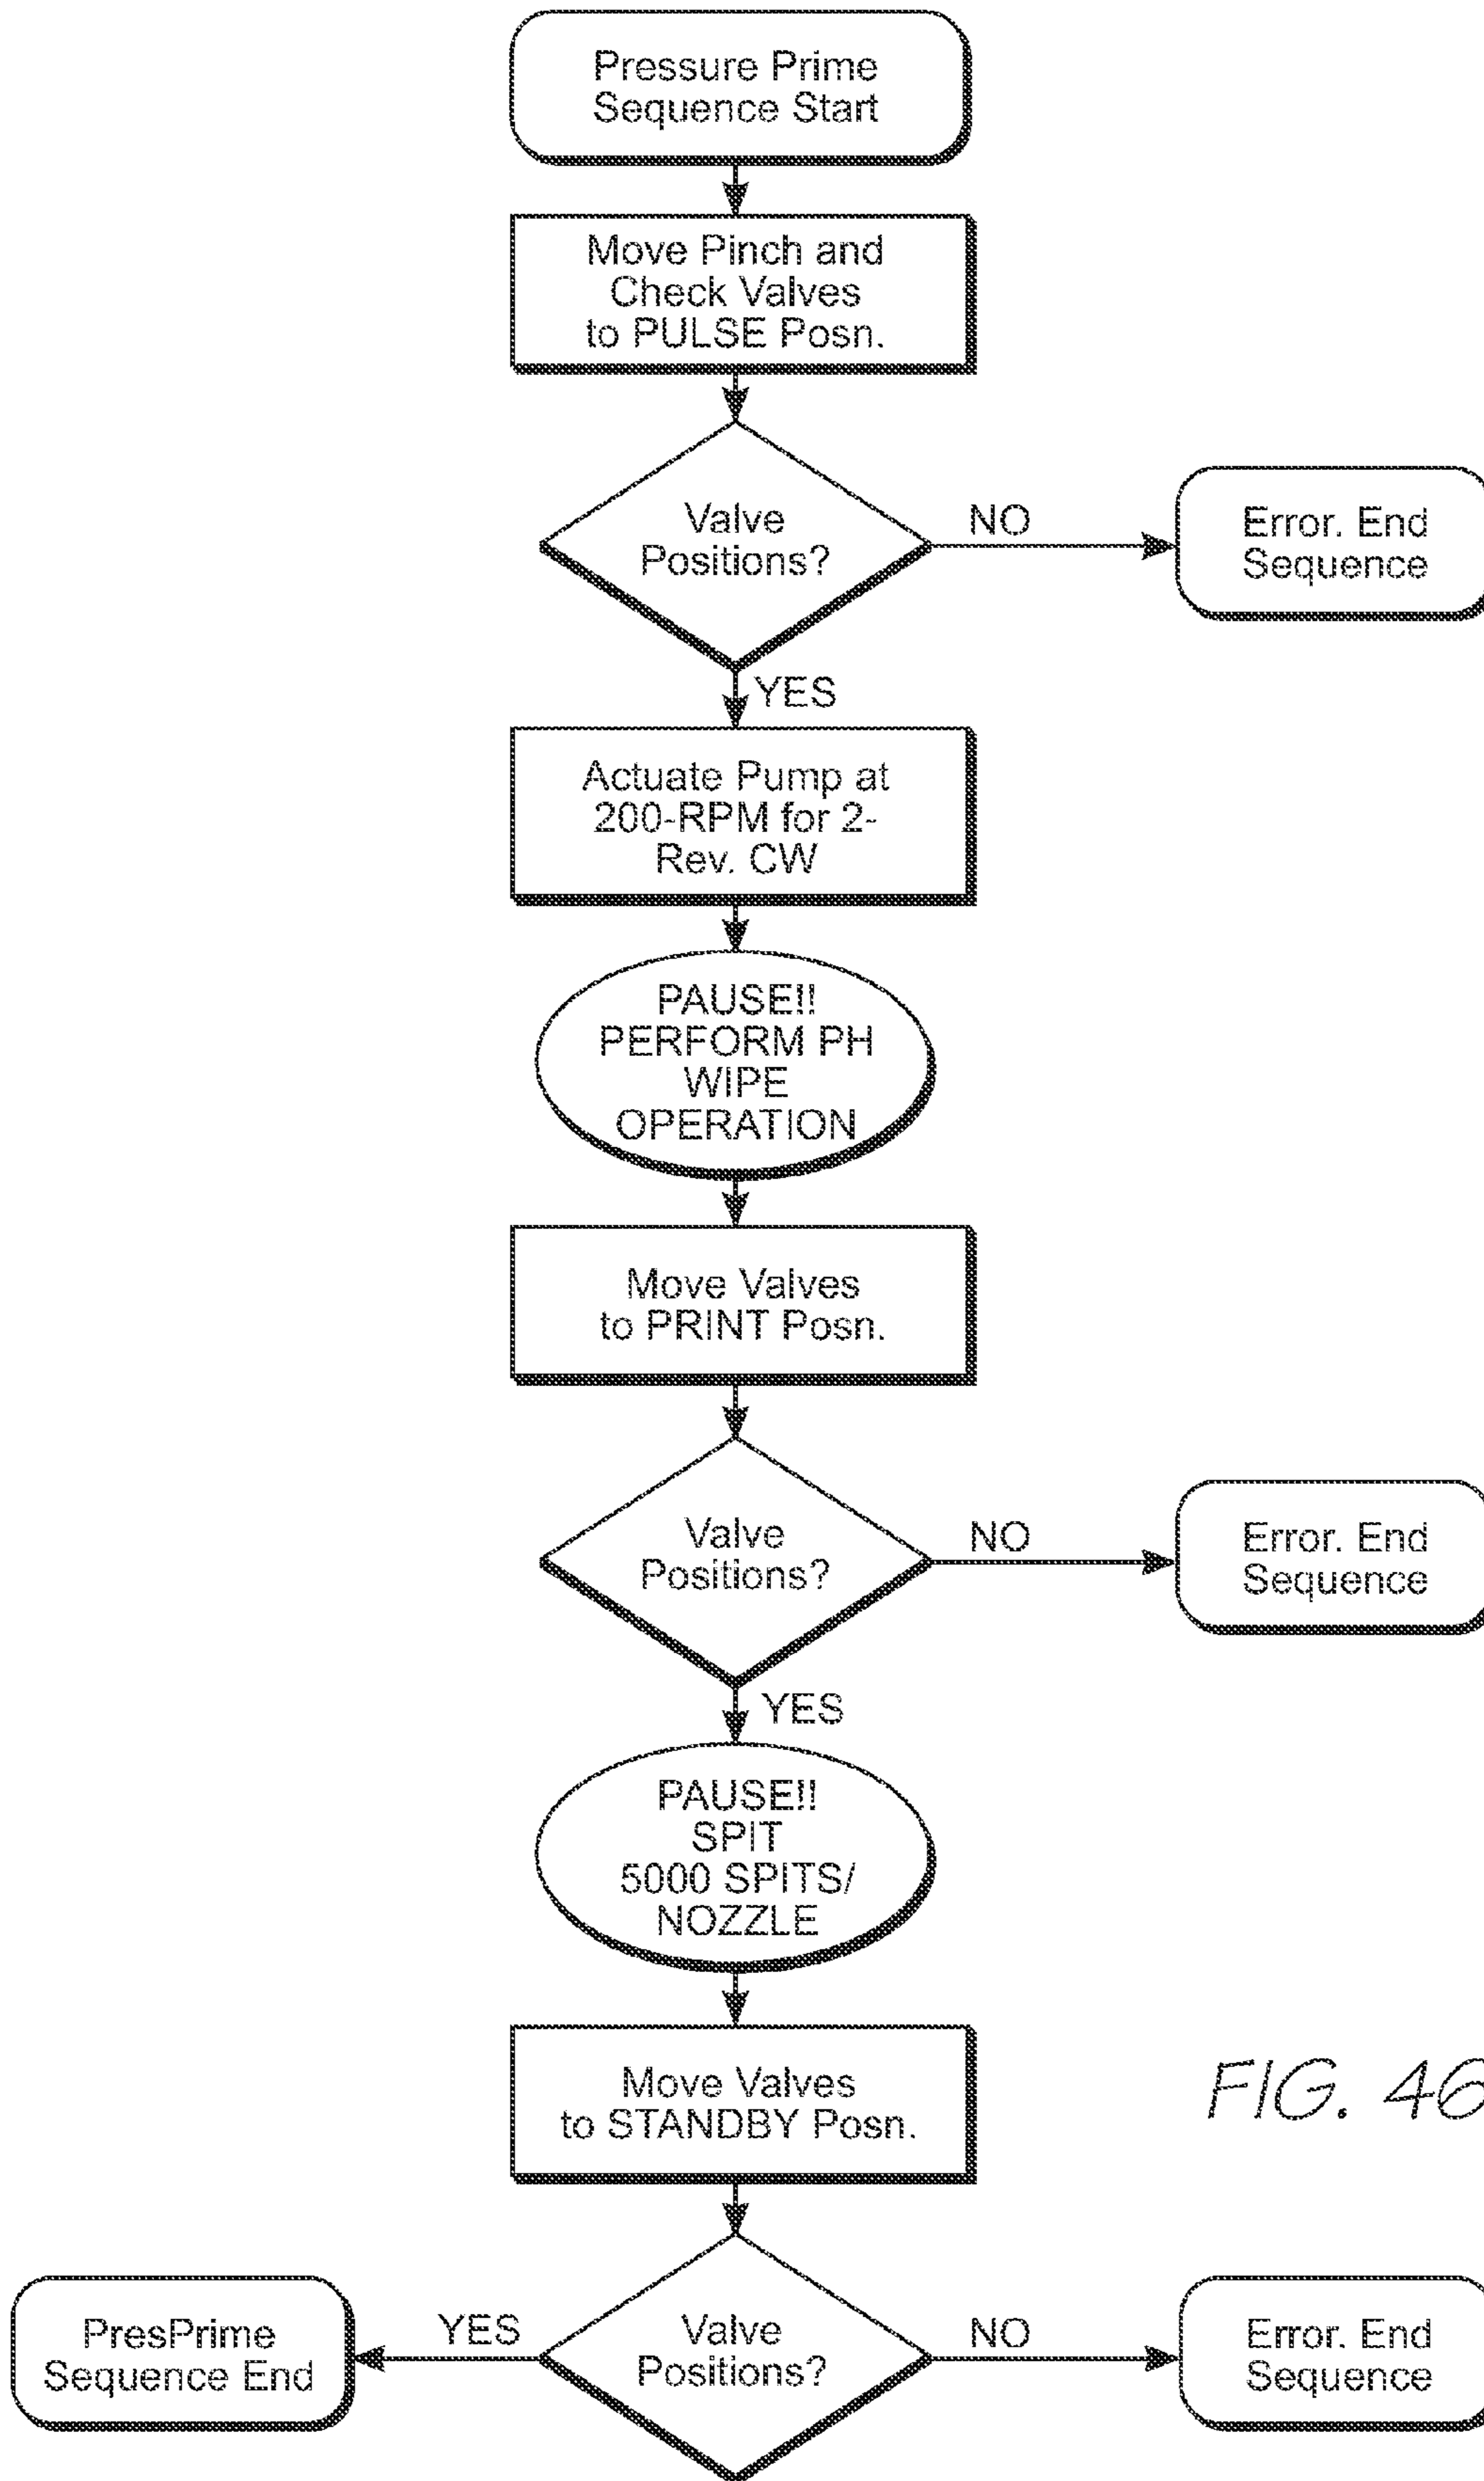 Pressure Prime
Sequence Start
Move Pinch and
Check Valves
to PULSE Posn.
Valve
Positions?
NO
Error. End
Sequence
YES
Actuate Pump at
200-RPM for 2-
Rev. CW
PAUSE!!
PERFORM PH
WIPE
OPERATION
Move Valves
to PRINT Posn.
Valve
Positions?
NO
Error. End
Sequence
YES
PAUSE!!
SPIT
5000 SPITS/
NOZZLE
Move Valves
to STANDBY Posn.
FIG. 46
PresPrime
Sequence End
YES
Valve
Positions?
NO
Error. End
Sequence